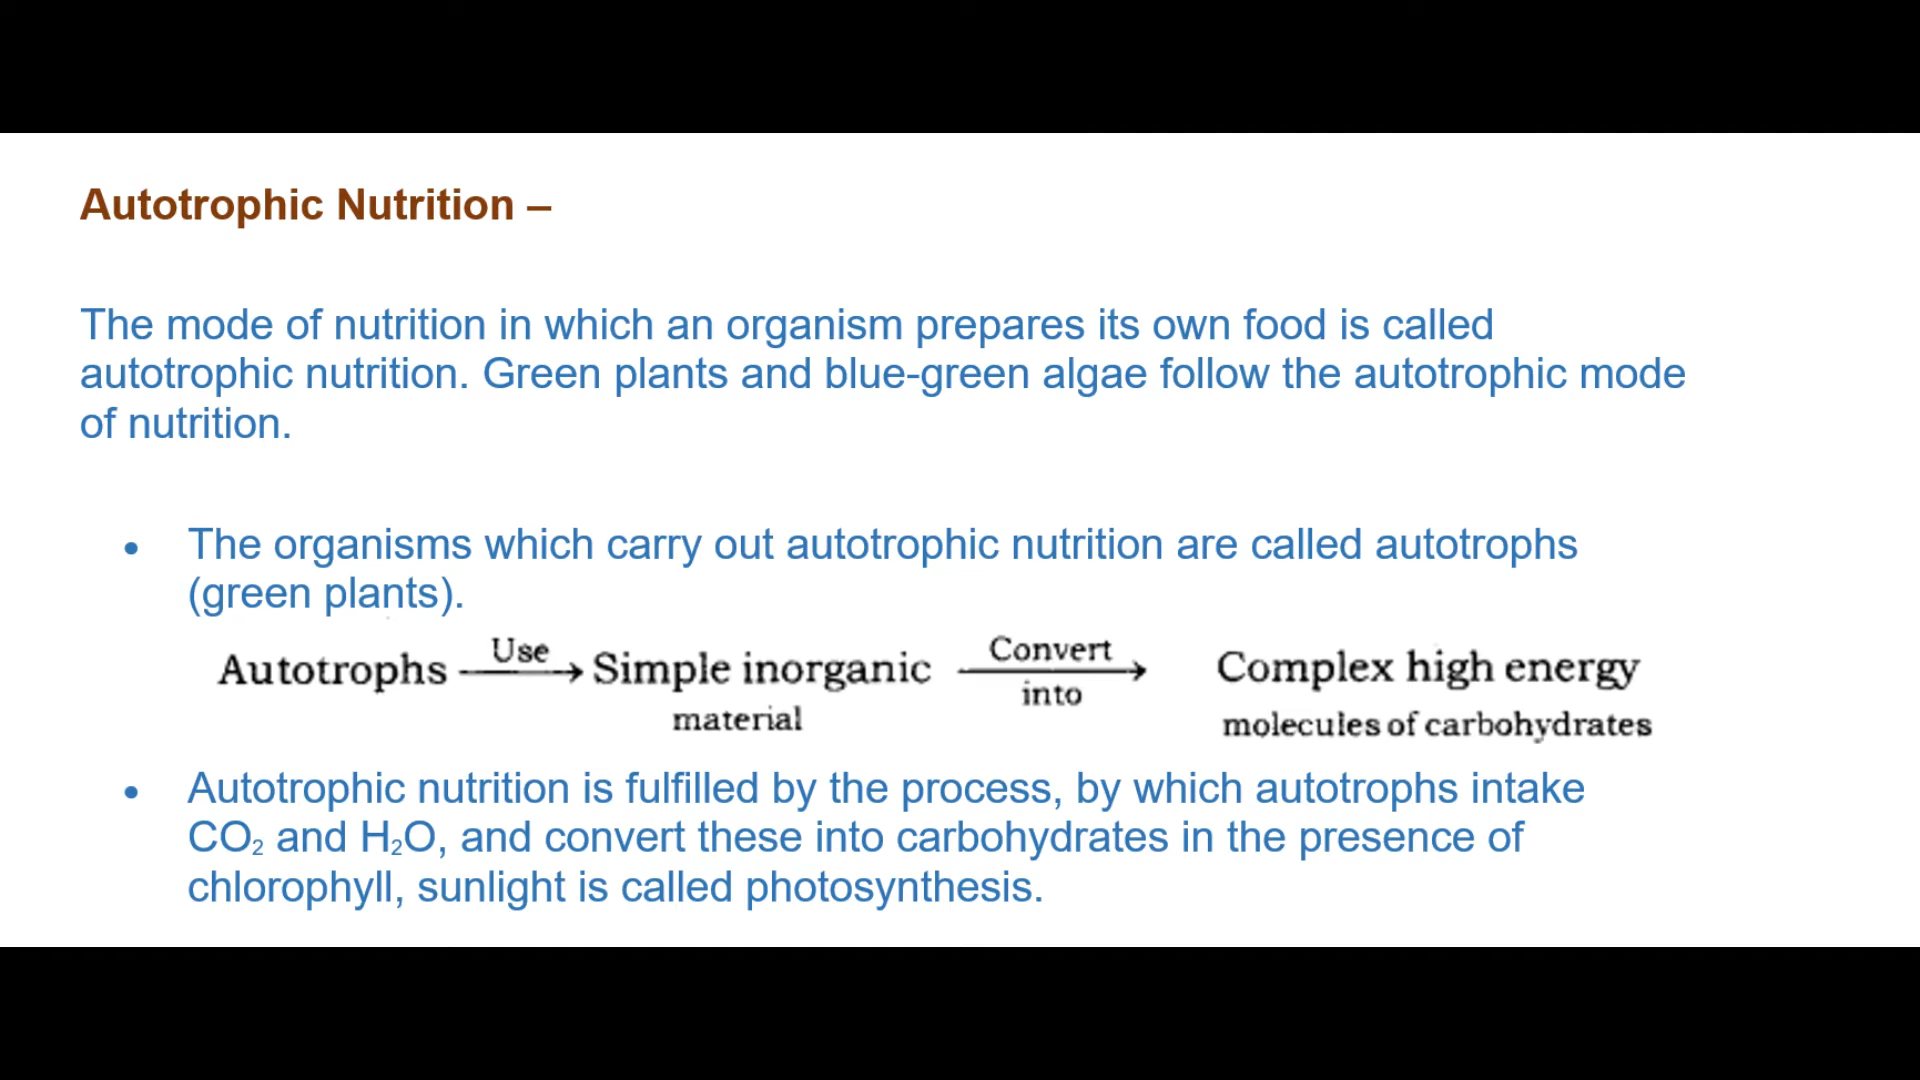 Autotrophic Nutrition –
The mode of nutrition in which an organism prepares its own food is called
autotrophic nutrition. Green plants and blue-green algae follow the autotrophic mode
of nutrition.
• The organisms which carry out autotrophic nutrition are called autotrophs
(green plants).
Autotrophs Use → Simple inorganic Convert → Complex high energy
material into molecules of carbohydrates
• Autotrophic nutrition is fulfilled by the process, by which autotrophs intake
CO₂ and H₂O, and convert these into carbohydrates in the presence of
chlorophyll, sunlight is called photosynthesis.